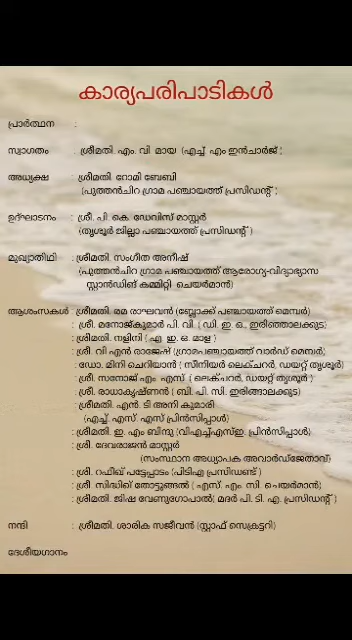 കാര്യപരിപാടികൾ
പ്രാർത്ഥന :
സ്വാഗതം : ശ്രീമതി. എം. വി. മായ (എച്ച് എം ഇൻചാർജ് )
അധ്യക്ഷ : ശ്രീമതി. റോമി ബേബി
(പുത്തൻചിറ ഗ്രാമ പഞ്ചായത്ത് പ്രസിഡന്റ് )
ഉദ്ഘാടനം : ശ്രീ. പി. കെ. ഡേവിസ് മാസ്റ്റർ
(തൃശൂർ ജില്ലാ പഞ്ചായത്ത് പ്രസിഡന്റ് )
മുഖ്യാതിഥി : ശ്രീമതി. സംഗീത അനീഷ്
(പുത്തൻചിറ ഗ്രാമ പഞ്ചായത്ത് ആരോഗ്യ-വിദ്യാഭ്യാസ
സ്റ്റാൻഡിങ് കമ്മിറ്റി ചെയർമാൻ)
ആശംസകൾ : ശ്രീമതി. രമ രാഘവൻ (ബ്ലോക്ക് പഞ്ചായത്ത് മെമ്പർ)
: ശ്രീ. മനോജ്കുമാർ പി. വി. ( ഡി. ഇ. ഒ., ഇരിഞ്ഞാലക്കുട)
: ശ്രീമതി. നളിനി ( എ. ഇ. ഒ. മാള )
: ശ്രീ. വി എൻ രാജേഷ് (ഗ്രാമപഞ്ചായത്ത് വാർഡ് മെമ്പർ)
: ഡോ. മിനി ചെറിയാൻ ( സീനിയർ ലെക്ചറർ, ഡയറ്റ് തൃശൂർ)
: ശ്രീ. സനോജ് എം. എസ്. ( ലെക്ചറർ, ഡയറ്റ് തൃശൂർ )
: ശ്രീ. രാധാകൃഷ്ണൻ ( ബി. പി. സി. ഇരിങ്ങാലക്കുട)
: ശ്രീമതി. എൻ. ടി അനി കുമാരി
(എച്ച്. എസ്. എസ് പ്രിൻസിപ്പാൾ)
: ശ്രീമതി. ഇ. എം ബിന്ദു (വിഎച്ച്എസ്ഇ. പ്രിൻസിപ്പാൾ)
: ശ്രീ. ദേവരാജൻ മാസ്റ്റർ
(സംസ്ഥാന അധ്യാപക അവാർഡ്ജേതാവ്)
: ശ്രീ. റഫീഖ് പട്ടേപ്പാടം (പിടിഎ പ്രസിഡണ്ട് )
: ശ്രീ. സിദ്ധിഖ് തോട്ടുങ്ങൽ ( എസ്. എം. സി. ചെയർമാൻ)
: ശ്രീമതി. ജിഷ വേണുഗോപാൽ( മദർ പി. ടി. എ. പ്രസിഡന്റ് )
നന്ദി : ശ്രീമതി. ശാരിക സജീവൻ (സ്റ്റാഫ് സെക്രട്ടറി)
ദേശീയഗാനം